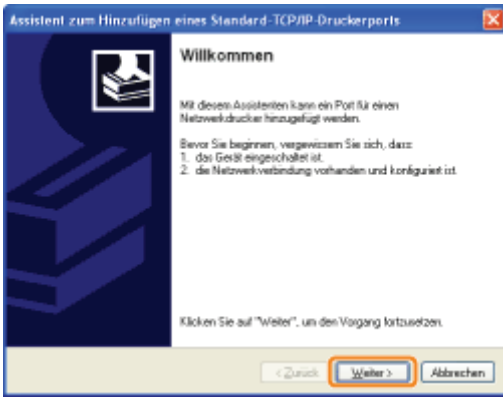 Assistent zum Hinzufügen eines Standard-TCP/IP-Druckerports
Willkommen
Mit diesem Assistenten kann ein Port für einen
Netzwerkdrucker hinzugefügt werden.
Bevor Sie beginnen, vergewissern Sie sich, dass:
1. das Gerät eingeschaltet ist.
2. die Netzwerkverbindung vorhanden und konfiguriert ist.
Klicken Sie auf "Weiter", um den Vorgang fortzusetzen.
< Zurück Weiter > Abbrechen